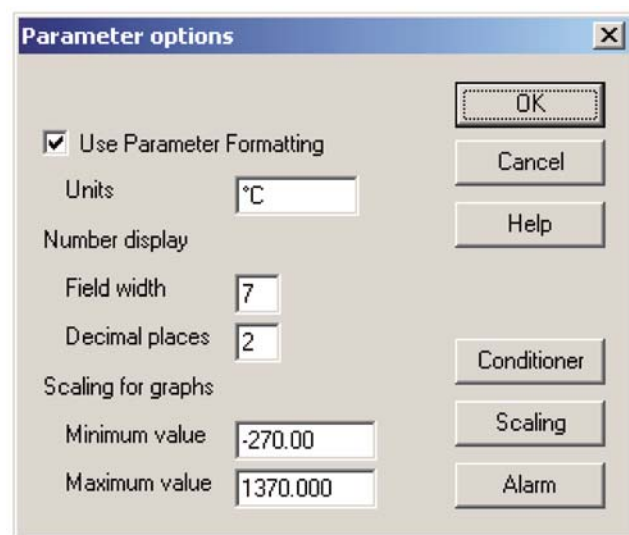 Parameter options
OK
Use Parameter Formatting
Cancel
Units °C
Help
Number display
Field width 7
Decimal places 2
Conditioner
Scaling for graphs
Scaling
Minimum value -270.00
Maximum value 1370.000
Alarm